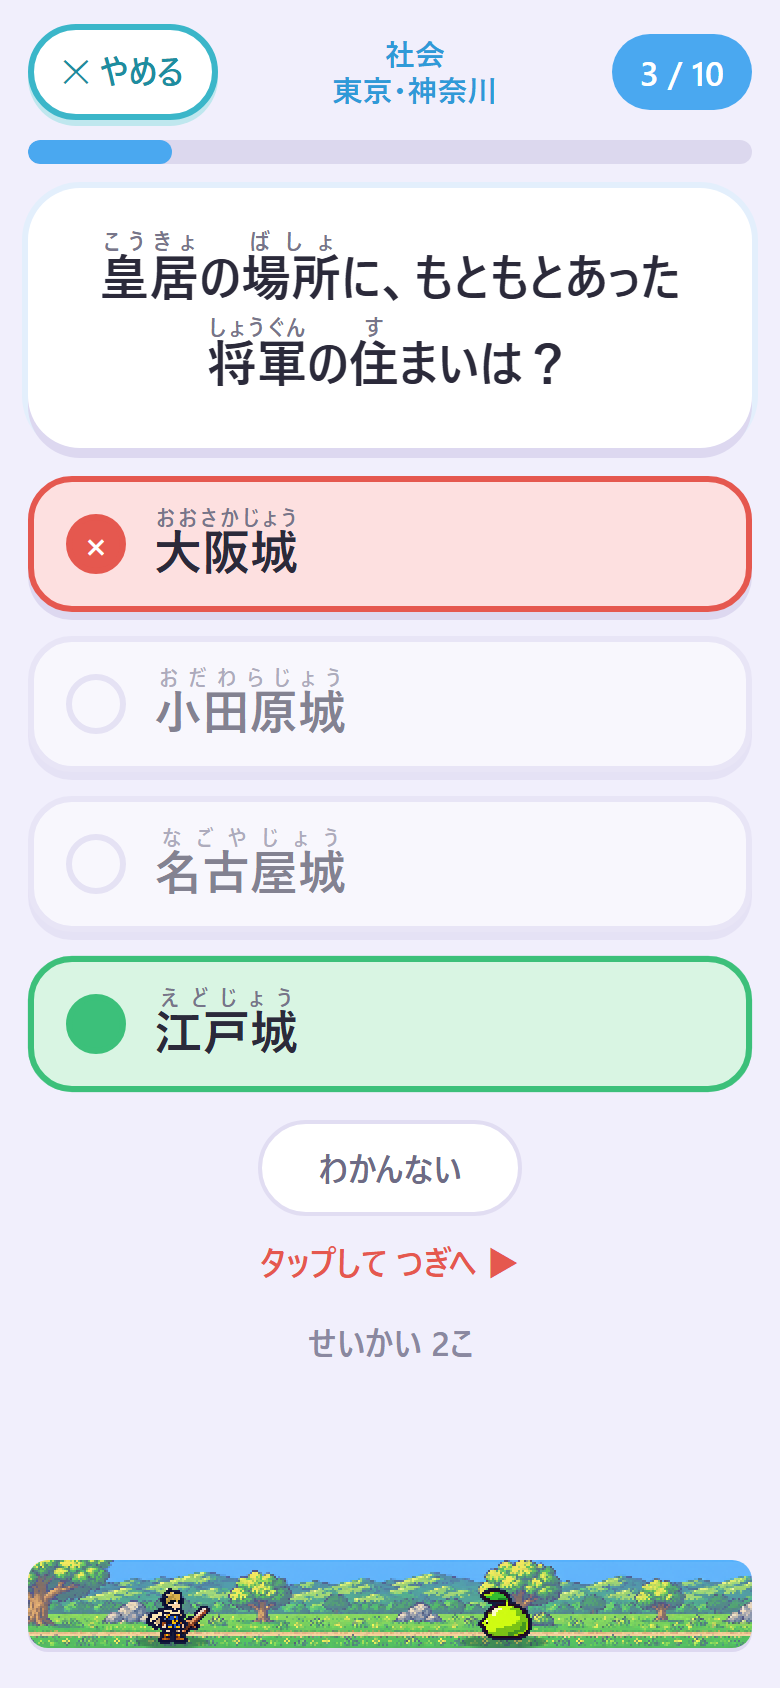 × やめる
社会
東京・神奈川
3 / 10
こうきょ ばしょ
皇居の場所に、もともとあった
しょうぐん す
将軍の住まいは？
×
おおさかじょう
大阪城
おだわらじょう
小田原城
なごやじょう
名古屋城
えどじょう
江戸城
わかんない
タップして つぎへ ▶
せいかい 2こ